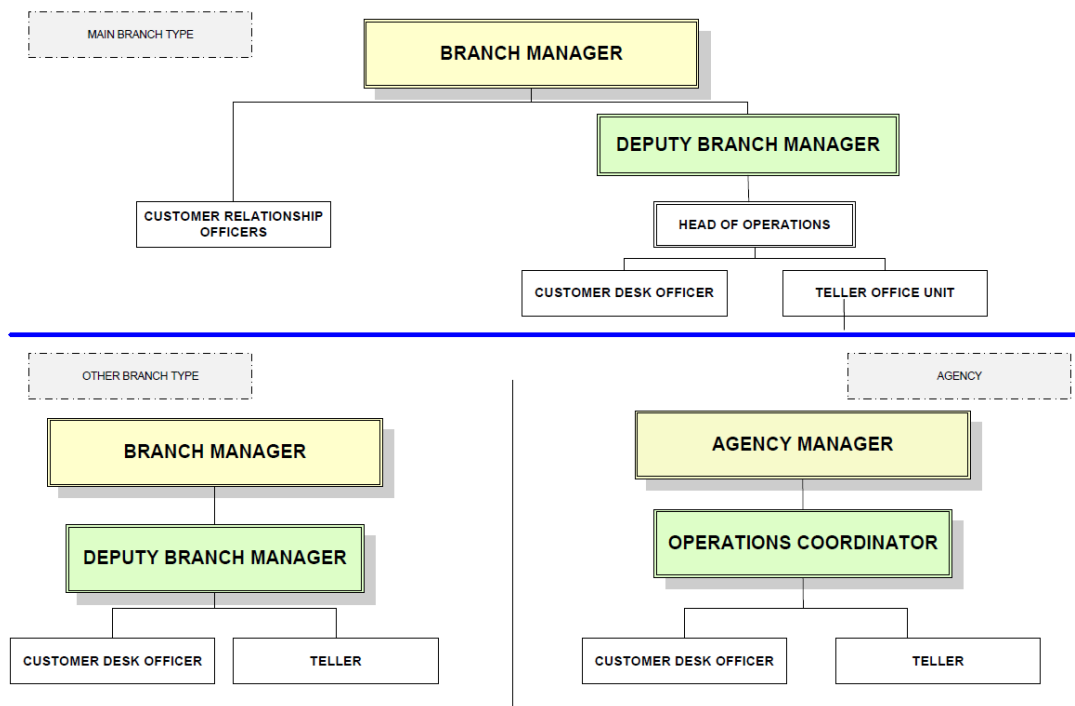 MAIN BRANCH TYPE
BRANCH MANAGER
DEPUTY BRANCH MANAGER
CUSTOMER RELATIONSHIP
OFFICERS
HEAD OF OPERATIONS
CUSTOMER DESK OFFICER
TELLER OFFICE UNIT
OTHER BRANCH TYPE
BRANCH MANAGER
DEPUTY BRANCH MANAGER
CUSTOMER DESK OFFICER
TELLER
AGENCY
AGENCY MANAGER
OPERATIONS COORDINATOR
CUSTOMER DESK OFFICER
TELLER